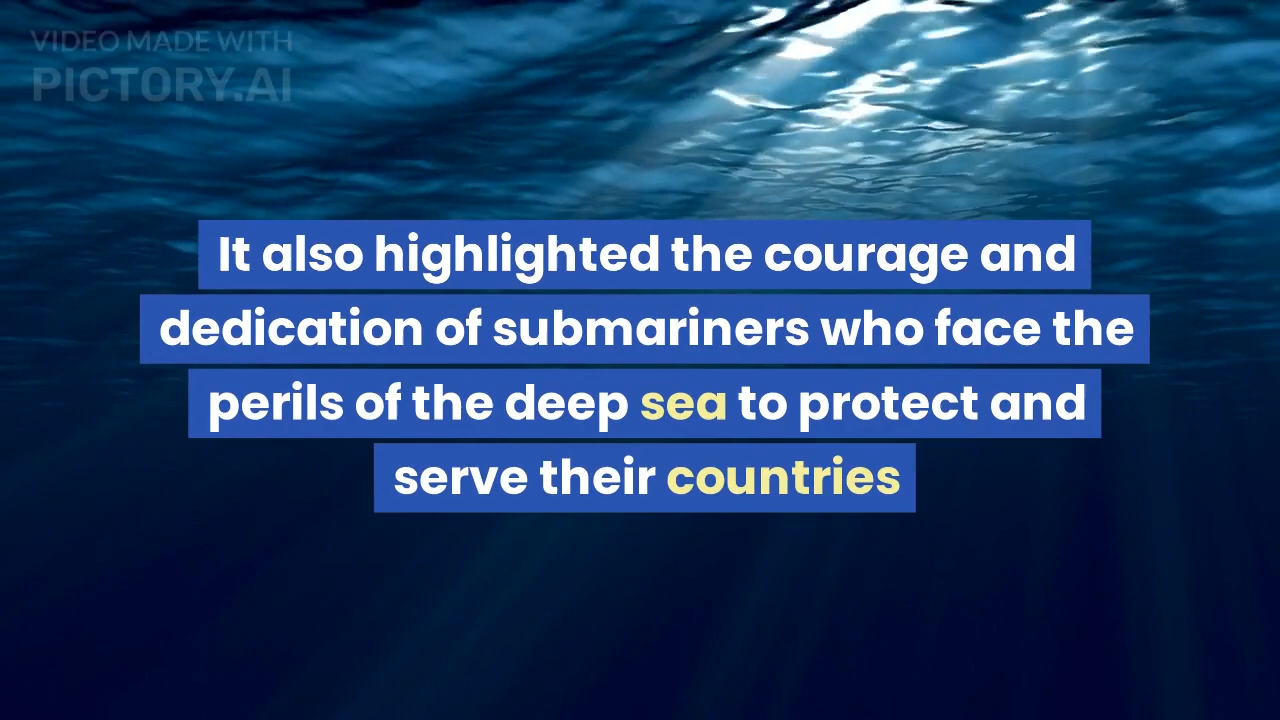 VIDEO MADE WITH
PICTORY.AI
It also highlighted the courage and
dedication of submariners who face the
perils of the deep sea to protect and
serve their countries